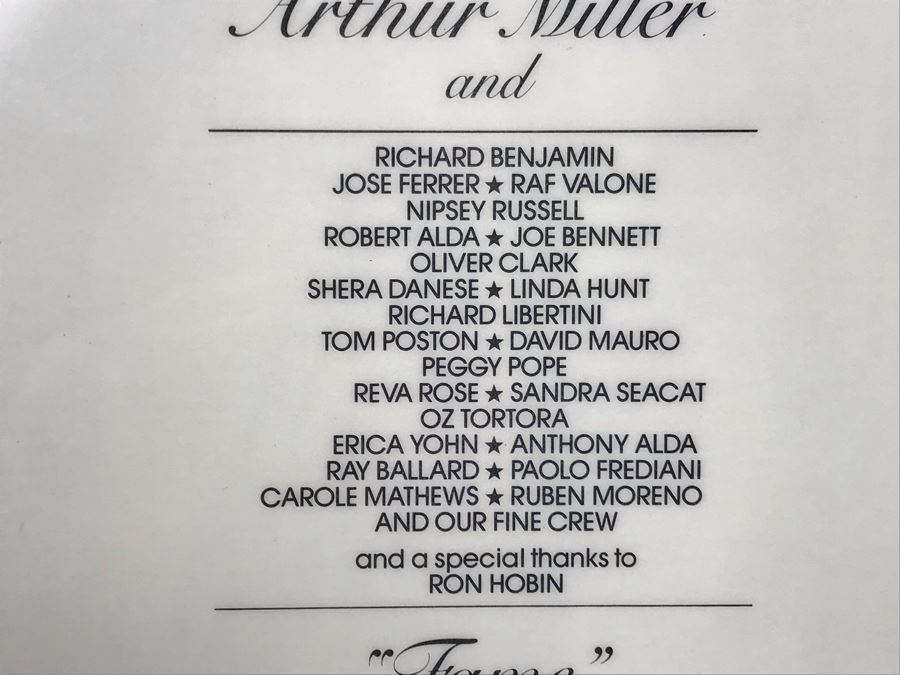 Arthur Miller
and
RICHARD BENJAMIN
JOSE FERRER ★ RAF VALONE
NIPSEY RUSSELL
ROBERT ALDA ★ JOE BENNETT
OLIVER CLARK
SHERA DANESE ★ LINDA HUNT
RICHARD LIBERTINI
TOM POSTON ★ DAVID MAURO
PEGGY POPE
REVA ROSE ★ SANDRA SEACAT
OZ TORTORA
ERICA YOHN ★ ANTHONY ALDA
RAY BALLARD ★ PAOLO FREDIANI
CAROLE MATHEWS ★ RUBEN MORENO
AND OUR FINE CREW
and a special thanks to
RON HOBIN
“Fame”